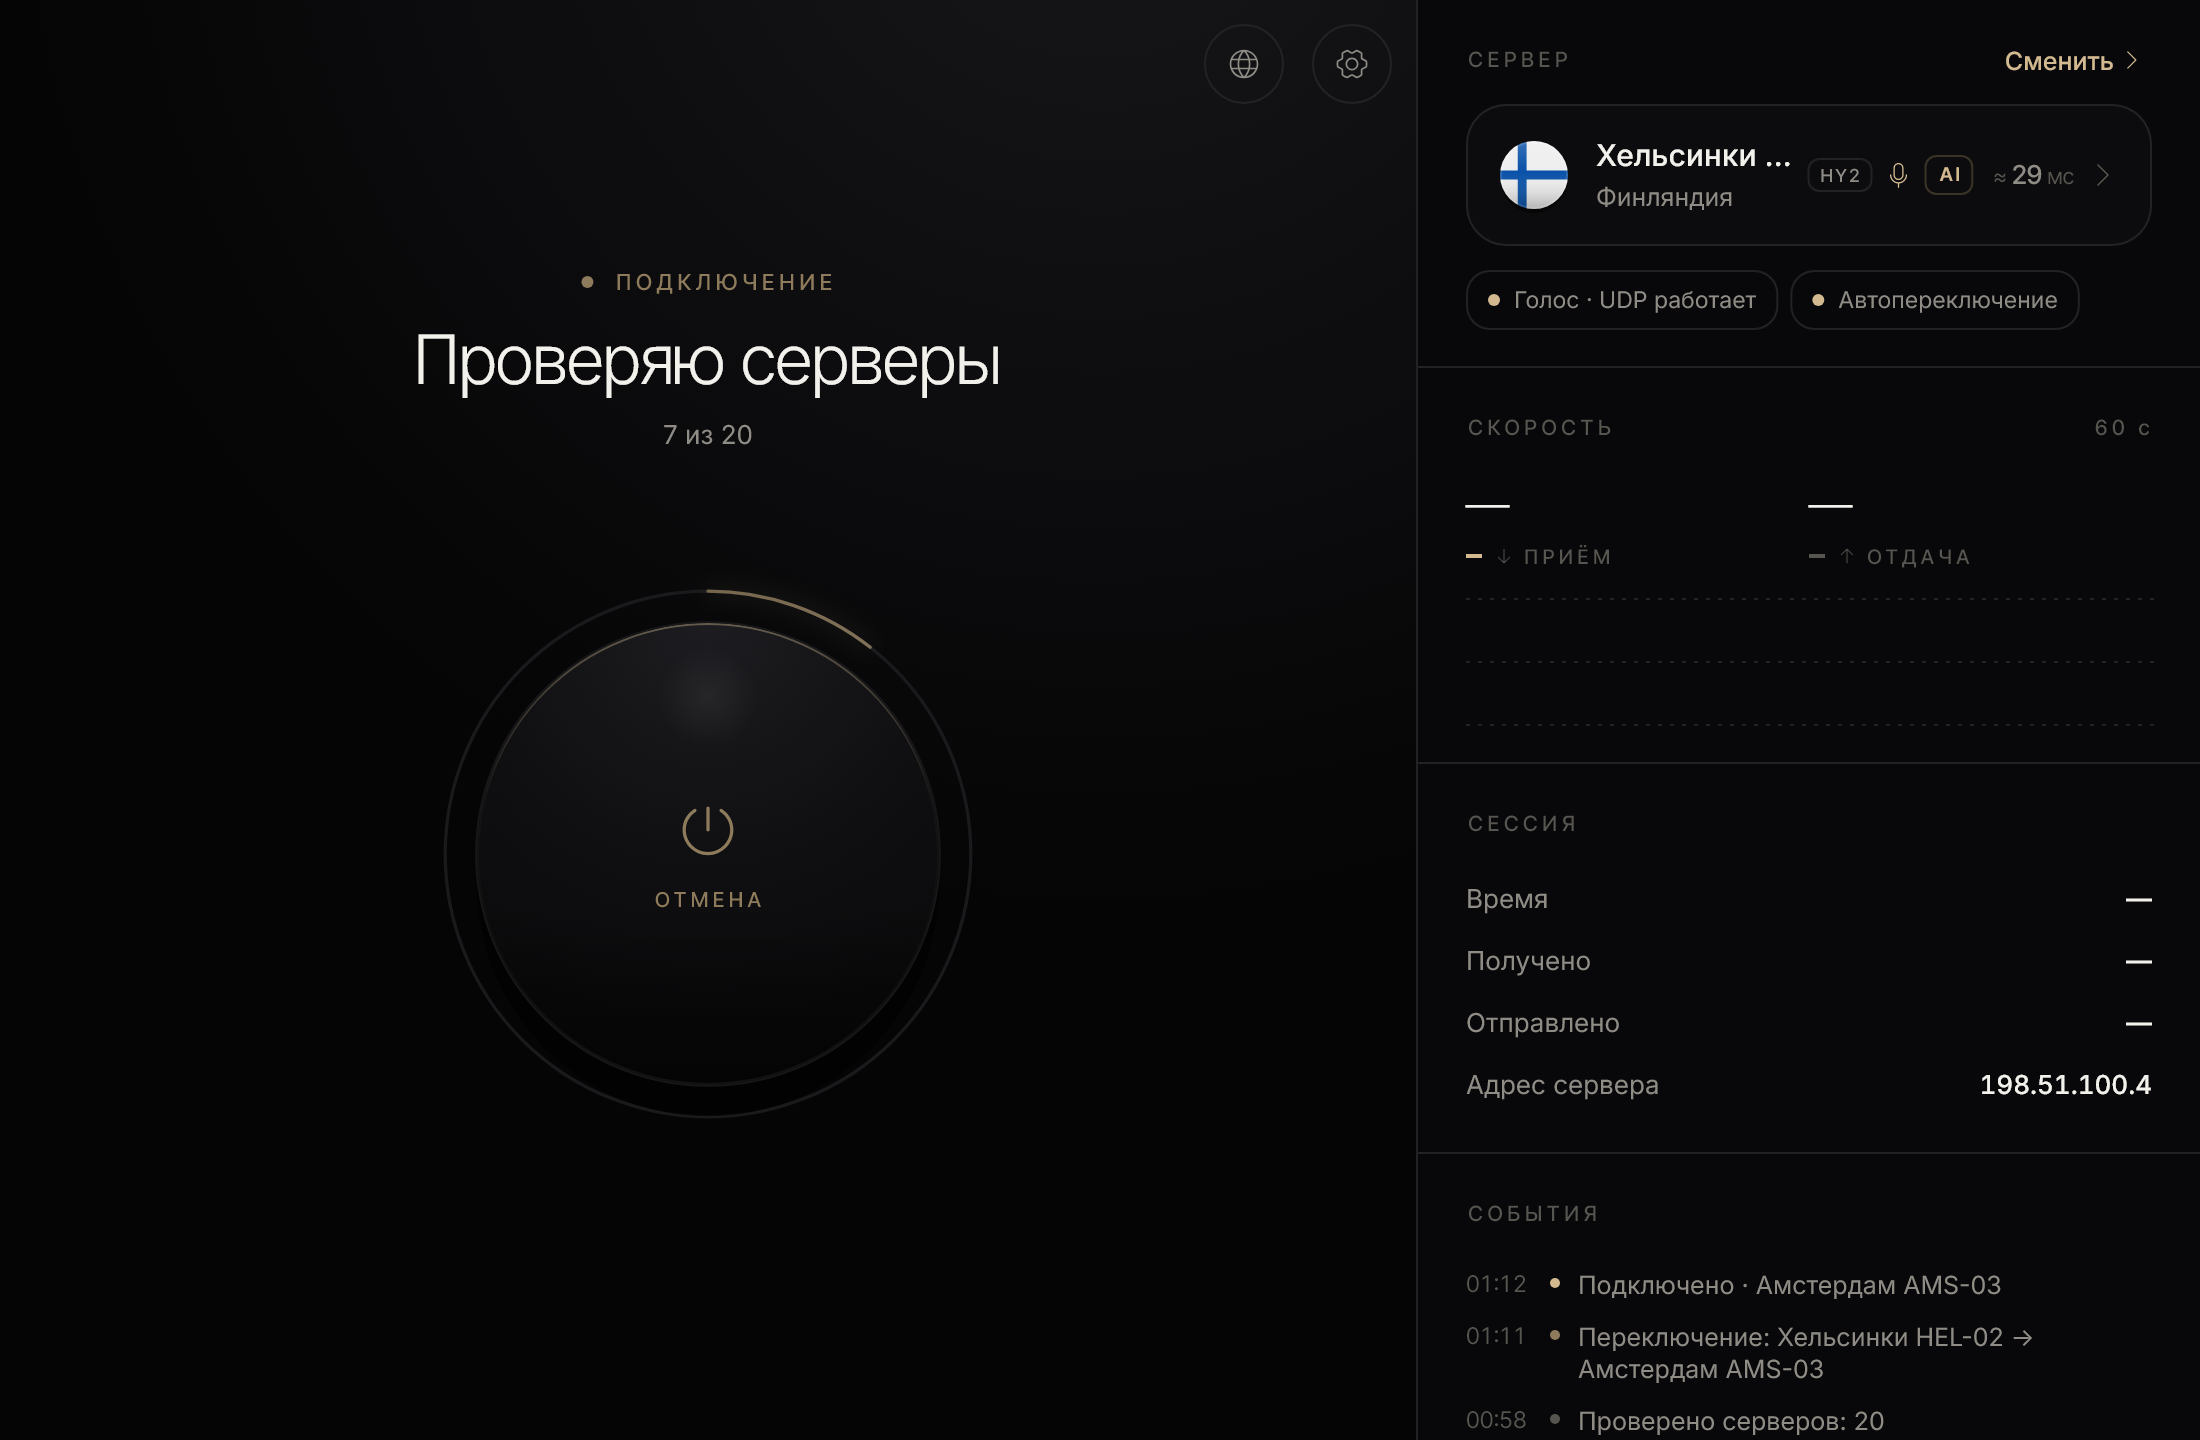 ПОДКЛЮЧЕНИЕ
Проверяю серверы
7 из 20
ОТМЕНА
СЕРВЕР
Сменить
Хельсинки ...
Финляндия
HY2
AI
≈ 29 мс
Голос · UDP работает
Автопереключение
СКОРОСТЬ
60 с
—
—
↓ ПРИЁМ
↑ ОТДАЧА
СЕССИЯ
Время —
Получено —
Отправлено —
Адрес сервера 198.51.100.4
СОБЫТИЯ
01:12 Подключено · Амстердам AMS-03
01:11 Переключение: Хельсинки HEL-02 →
Амстердам AMS-03
00:58 Проверено серверов: 20